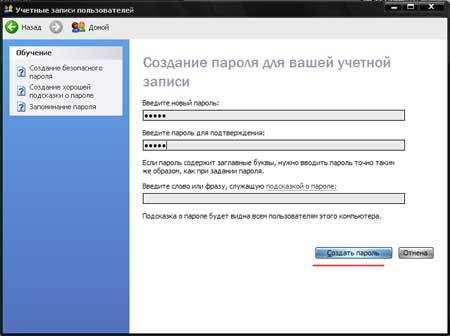 Учетные записи пользователей
Назад
Домой
Обучение
Создание безопасного
пароля
Создание хорошей
подсказки о пароле
Запоминание пароля
Создание пароля для вашей учетной
записи
Введите новый пароль:
●●●●●
Введите пароль для подтверждения:
●●●●●
Если пароль содержит заглавные буквы, нужно вводить пароль точно таким
же образом, как при задании пароля.
Введите слово или фразу, служащую подсказкой о пароле:
Подсказка о пароле будет видна всем пользователям этого компьютера.
Создать пароль
Отмена